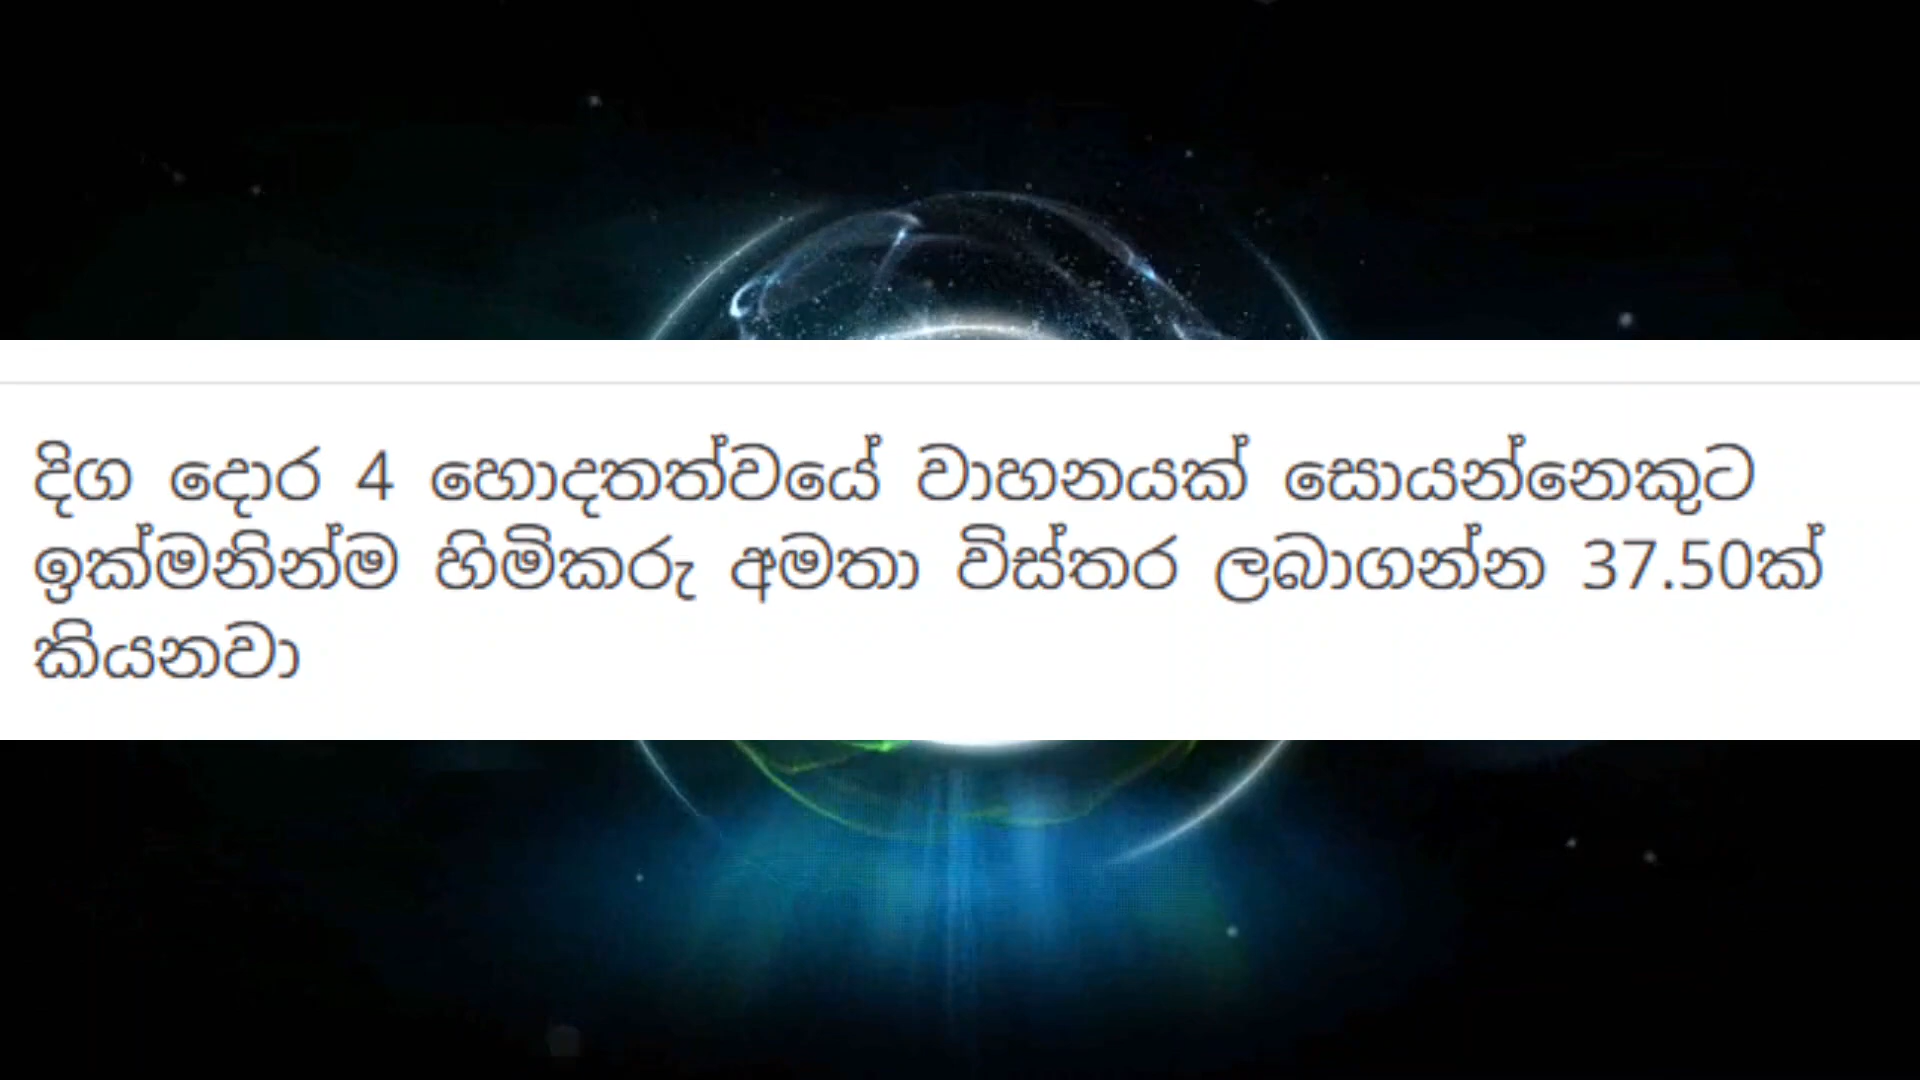 දිග දොර 4 හොදතත්වයේ වාහනයක් සොයන්නෙකුට
ඉක්මනින්ම හිමිකරු අමතා විස්තර ලබාගන්න 37.50ක්
කියනවා